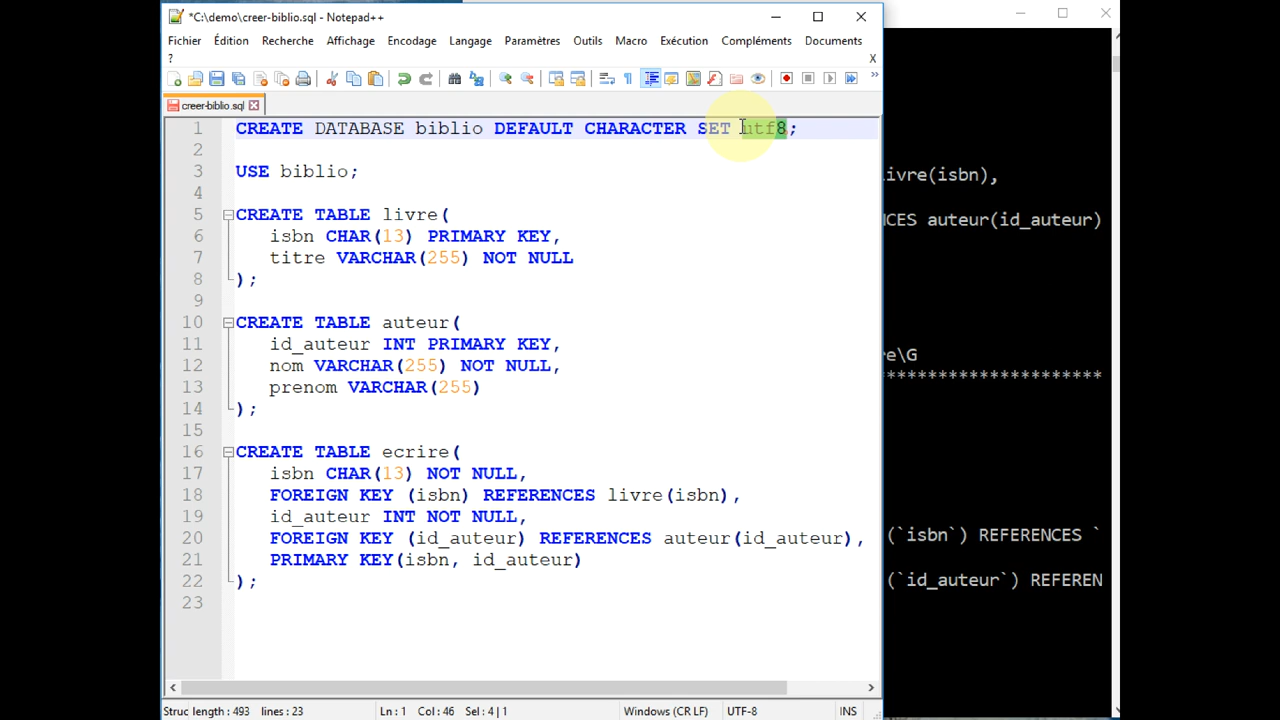 *C:\demo\creer-biblio.sql - Notepad++
Fichier Édition Recherche Affichage Encodage Langage Paramètres Outils Macro Exécution Compléments Documents
? X
creer-biblio.sql
1 CREATE DATABASE biblio DEFAULT CHARACTER SET utf8;
2
3 USE biblio;
4
5 CREATE TABLE livre(
6 isbn CHAR(13) PRIMARY KEY,
7 titre VARCHAR(255) NOT NULL
8 );
9
10 CREATE TABLE auteur(
11 id_auteur INT PRIMARY KEY,
12 nom VARCHAR(255) NOT NULL,
13 prenom VARCHAR(255)
14 );
15
16 CREATE TABLE ecrire(
17 isbn CHAR(13) NOT NULL,
18 FOREIGN KEY (isbn) REFERENCES livre(isbn),
19 id_auteur INT NOT NULL,
20 FOREIGN KEY (id_auteur) REFERENCES auteur(id_auteur),
21 PRIMARY KEY(isbn, id_auteur)
22 );
23
Struc length : 493 lines : 23 Ln : 1 Col : 46 Sel : 4 | 1 Windows (CR LF) UTF-8 INS
livre(isbn),
NCES auteur(id_auteur)
re\G
********************
(`isbn`) REFERENCES `
(`id_auteur`) REFEREN